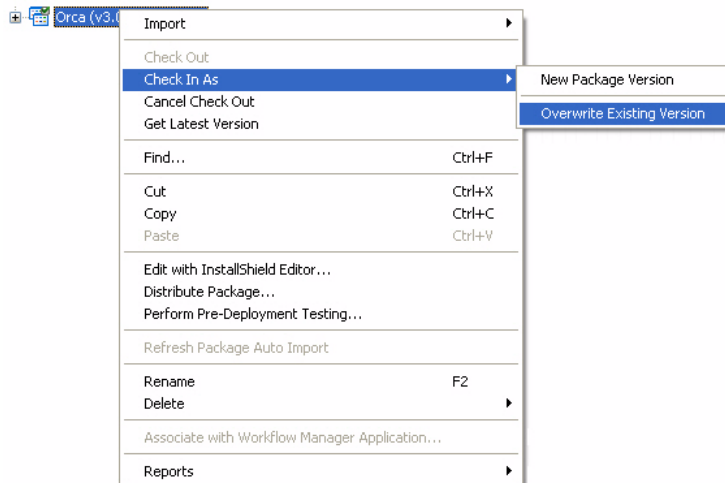 Orca (v3.0
Import
Check Out
Check In As
New Package Version
Cancel Check Out
Overwrite Existing Version
Get Latest Version
Find... Ctrl+F
Cut Ctrl+X
Copy Ctrl+C
Paste Ctrl+V
Edit with InstallShield Editor...
Distribute Package...
Perform Pre-Deployment Testing...
Refresh Package Auto Import
Rename F2
Delete
Associate with Workflow Manager Application...
Reports